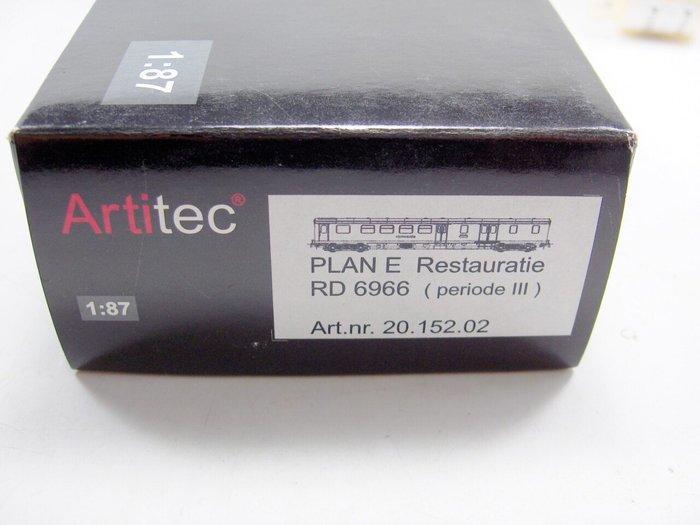 1:87
Artitec®
PLAN E Restauratie
RD 6966 ( periode III )
1:87
Art.nr. 20.152.02